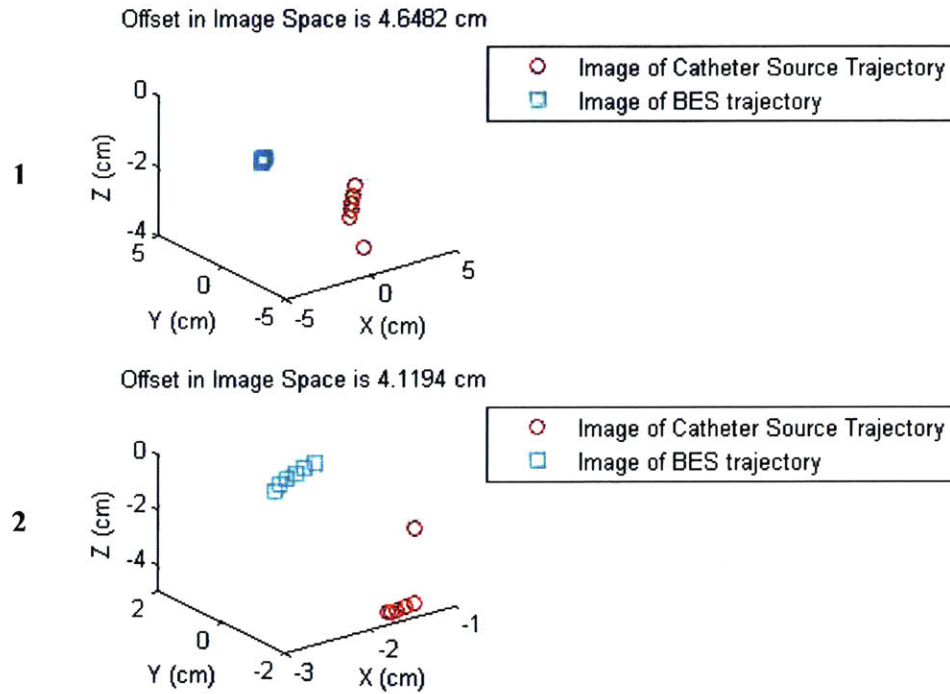 Offset in Image Space is 4.6482 cm
Image of Catheter Source Trajectory
Image of BES trajectory
1
Z (cm)
0
-2
-4
5
0
-5
Y (cm)
-5
0
5
X (cm)
Offset in Image Space is 4.1194 cm
Image of Catheter Source Trajectory
Image of BES trajectory
2
Z (cm)
0
-2
-4
2
0
-2
Y (cm)
-3
-2
-1
X (cm)